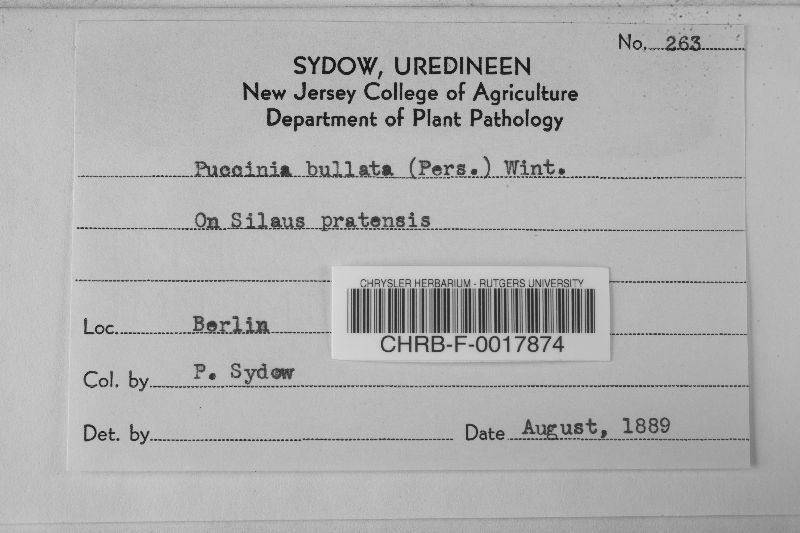 No. 263
SYDOW, UREDINEEN
New Jersey College of Agriculture
Department of Plant Pathology
Puccinia bullata (Pers.) Wint.
On Silaus pratensis
CHRYSLER HERBARIUM - RUTGERS UNIVERSITY
CHRB-F-0017874
Loc. Berlin
Col. by P. Sydow
Det. by
Date August, 1889